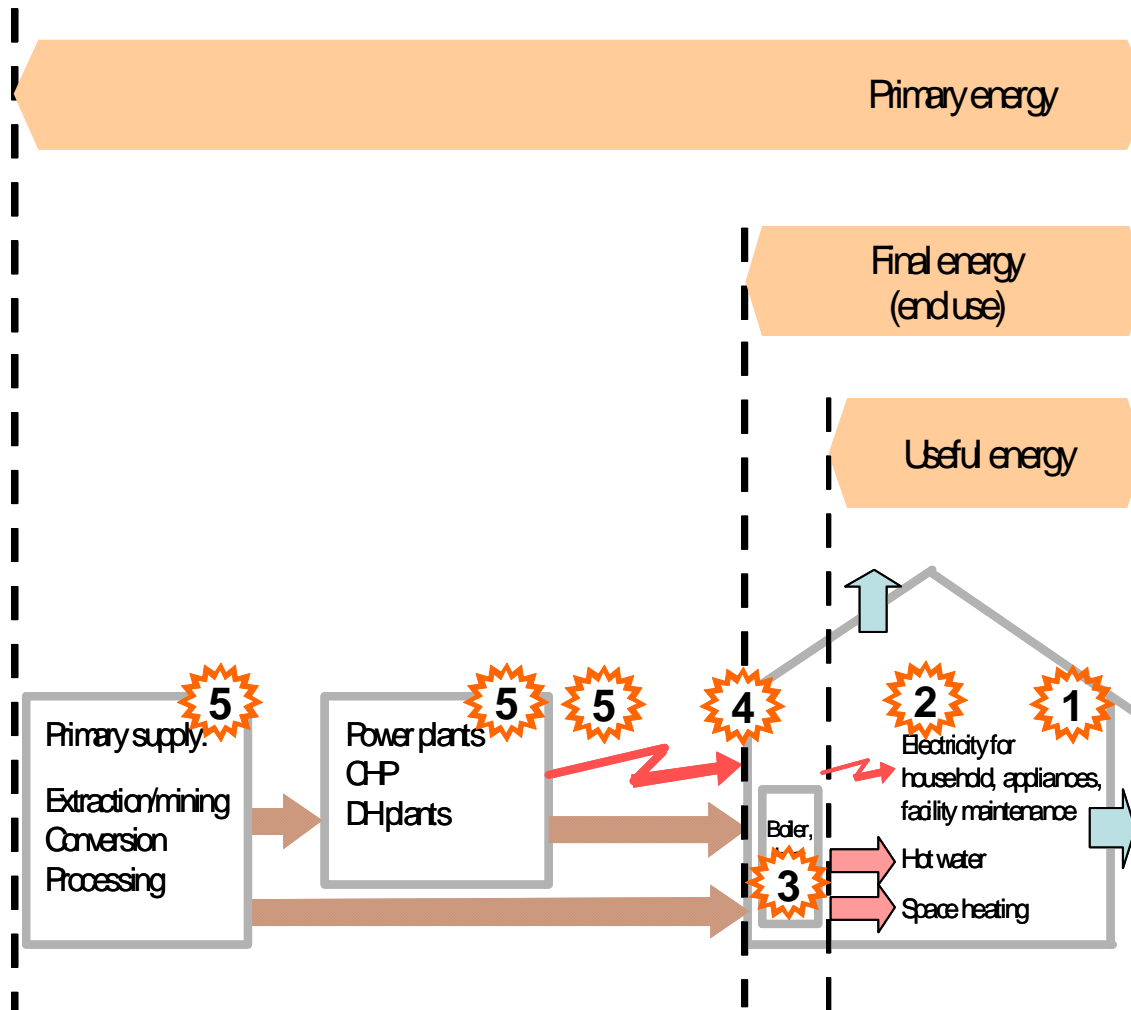 Primary energy
Final energy
(end use)
Useful energy
5
5
5
4
2
1
Primary supply:
Extraction/mining
Conversion
Processing
Power plants
CHP
DH plants
Electricity for
household, appliances,
facility maintenance
Boiler,
3
Hot water
Space heating